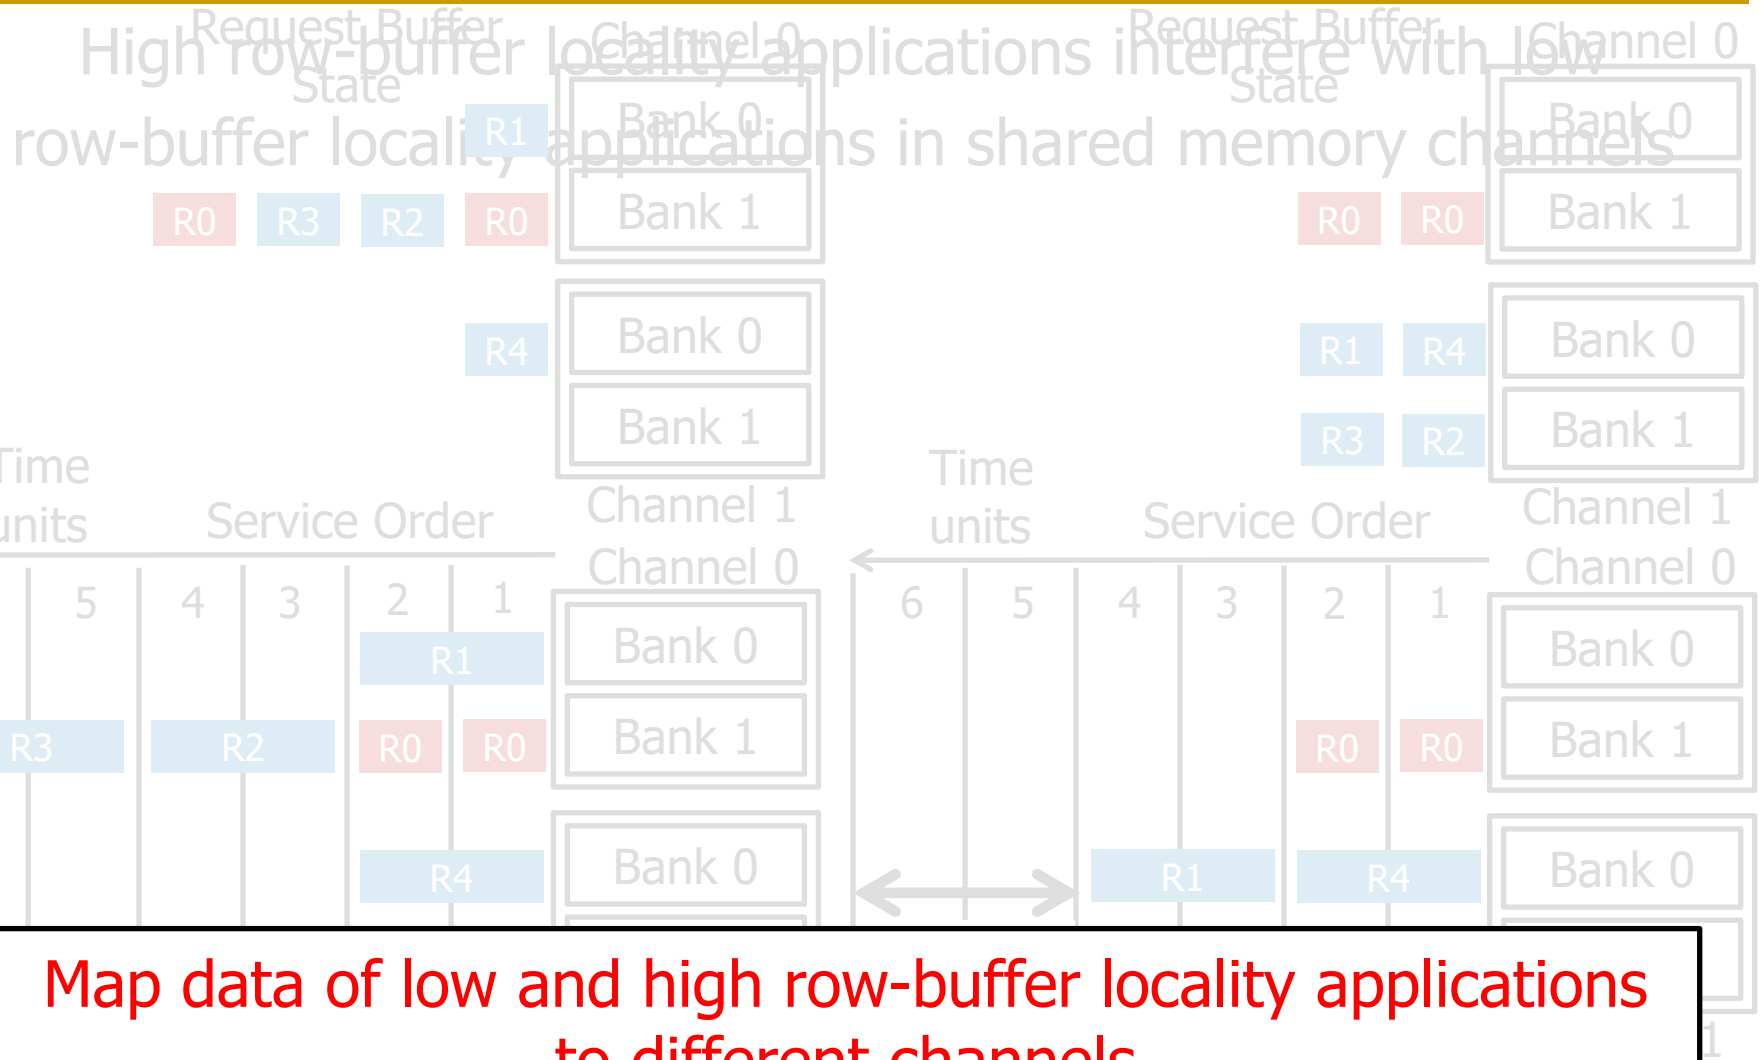 High row-buffer locality applications interfere with low
row-buffer locality applications in shared memory channels
Request Buffer
State
Channel 0
R1
Bank 0
R0 R3 R2 R0
Bank 1
R4
Bank 0
Bank 1
Channel 1
Request Buffer
State
Channel 0
Bank 0
R0 R0
Bank 1
R1 R4
Bank 0
R3 R2
Bank 1
Channel 1
Time
units
Service Order
Channel 0
5 4 3 2 1
R1
Bank 0
R3 R2 R0 R0
Bank 1
R4
Bank 0
Time
units
Service Order
Channel 0
6 5 4 3 2 1
Bank 0
R0 R0
Bank 1
R1 R4
Bank 0
1
Map data of low and high row-buffer locality applications
to different channels